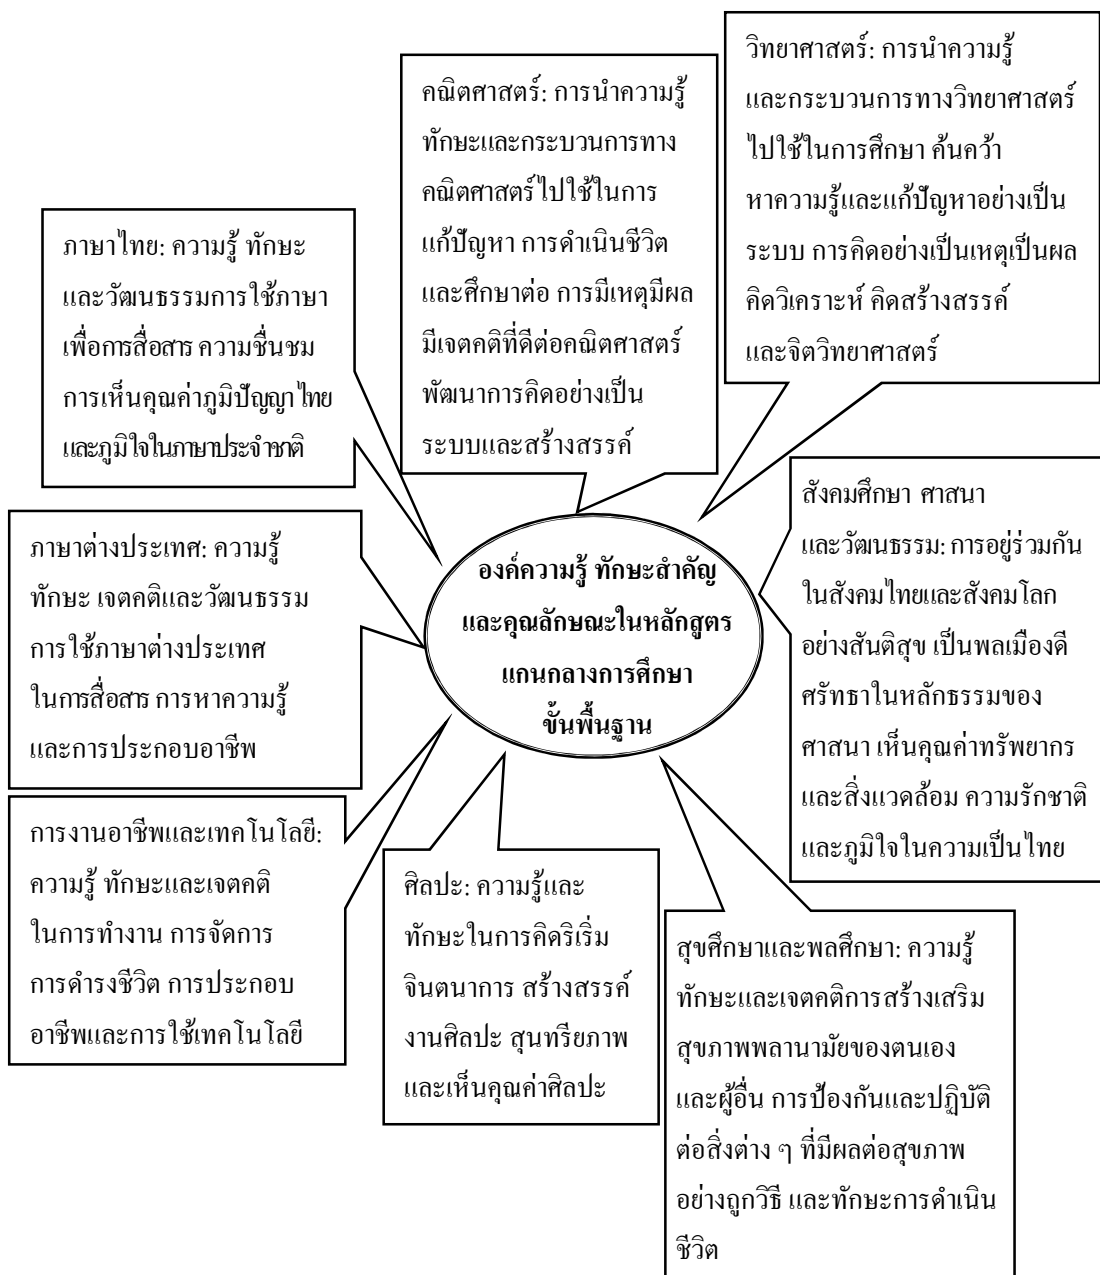 วิทยาศาสตร์: การนำความรู้
และกระบวนการทางวิทยาศาสตร์
ไปใช้ในการศึกษา ค้นคว้า
หาความรู้และแก้ปัญหาอย่างเป็น
ระบบ การคิดอย่างเป็นเหตุเป็นผล
คิดวิเคราะห์ คิดสร้างสรรค์
และจิตวิทยาศาสตร์
คณิตศาสตร์: การนำความรู้
ทักษะและกระบวนการทาง
คณิตศาสตร์ไปใช้ในการ
แก้ปัญหา การดำเนินชีวิต
และศึกษาต่อ การมีเหตุมีผล
มีเจตคติที่ดีต่อคณิตศาสตร์
พัฒนาการคิดอย่างเป็น
ระบบและสร้างสรรค์
ภาษาไทย: ความรู้ ทักษะ
และวัฒนธรรมการใช้ภาษา
เพื่อการสื่อสาร ความชื่นชม
การเห็นคุณค่าภูมิปัญญาไทย
และภูมิใจในภาษาประจำชาติ
สังคมศึกษา ศาสนา
และวัฒนธรรม: การอยู่ร่วมกัน
ในสังคมไทยและสังคมโลก
อย่างสันติสุข เป็นพลเมืองดี
ศรัทธาในหลักธรรมของ
ศาสนา เห็นคุณค่าทรัพยากร
และสิ่งแวดล้อม ความรักชาติ
และภูมิใจในความเป็นไทย
ภาษาต่างประเทศ: ความรู้
ทักษะ เจตคติและวัฒนธรรม
การใช้ภาษาต่างประเทศ
ในการสื่อสาร การหาความรู้
และการประกอบอาชีพ
องค์ความรู้ ทักษะสำคัญ
และคุณลักษณะในหลักสูตร
แกนกลางการศึกษา
ขั้นพื้นฐาน
การงานอาชีพและเทคโนโลยี:
ความรู้ ทักษะและเจตคติ
ในการทำงาน การจัดการ
การดำรงชีวิต การประกอบ
อาชีพและการใช้เทคโนโลยี
ศิลปะ: ความรู้และ
ทักษะในการคิดริเริ่ม
จินตนาการ สร้างสรรค์
งานศิลปะ สุนทรียภาพ
และเห็นคุณค่าศิลปะ
สุขศึกษาและพลศึกษา: ความรู้
ทักษะและเจตคติการสร้างเสริม
สุขภาพพลานามัยของตนเอง
และผู้อื่น การป้องกันและปฏิบัติ
ต่อสิ่งต่าง ๆ ที่มีผลต่อสุขภาพ
อย่างถูกวิธี และทักษะการดำเนิน
ชีวิต